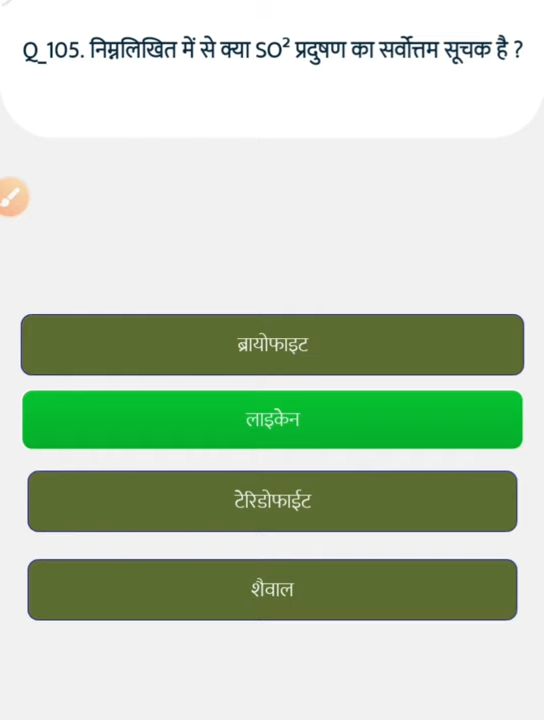 Q_105. निम्नलिखित में से क्या SO² प्रदुषण का सर्वोत्तम सूचक है ?
ब्रायोफाइट
लाइकेन
टेरिडोफाईट
शैवाल